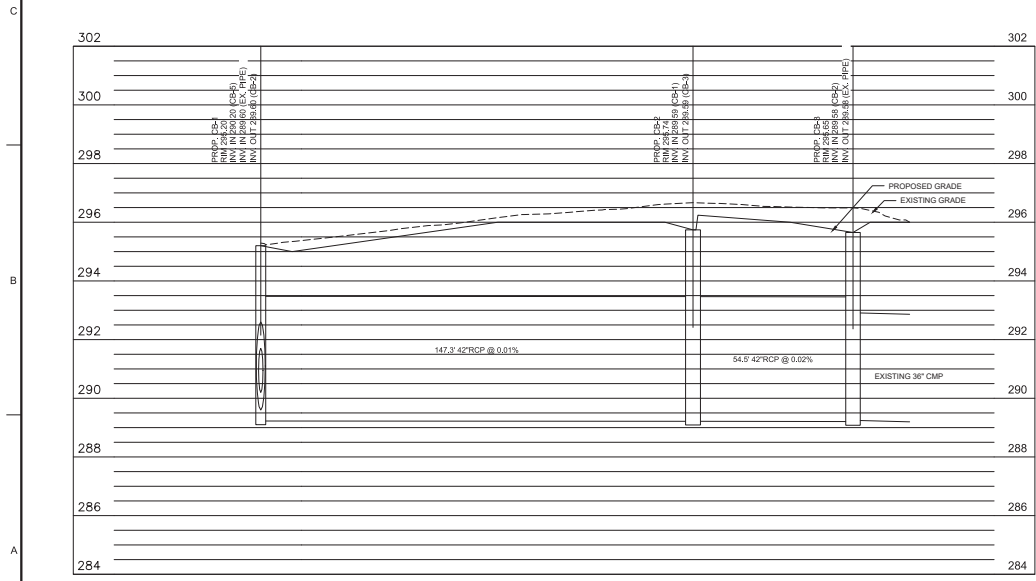 C
302
302
300
300
298
298
PROP. CB-1
RIM 295.20
INV. IN 290.20 (CB-5)
INV. IN 289.60 (EX. PIPE)
INV. OUT 289.60 (CB-2)
PROP. CB-2
RIM 295.74
INV. IN 289.59 (CB-1)
INV. OUT 289.59 (CB-3)
PROP. CB-3
RIM 295.65
INV. IN 289.58 (CB-2)
INV. OUT 289.58 (EX. PIPE)
PROPOSED GRADE
EXISTING GRADE
296
296
B
294
294
292
292
147.3' 42"RCP @ 0.01%
54.5' 42"RCP @ 0.02%
EXISTING 36" CMP
290
290
288
288
286
286
A
284
284